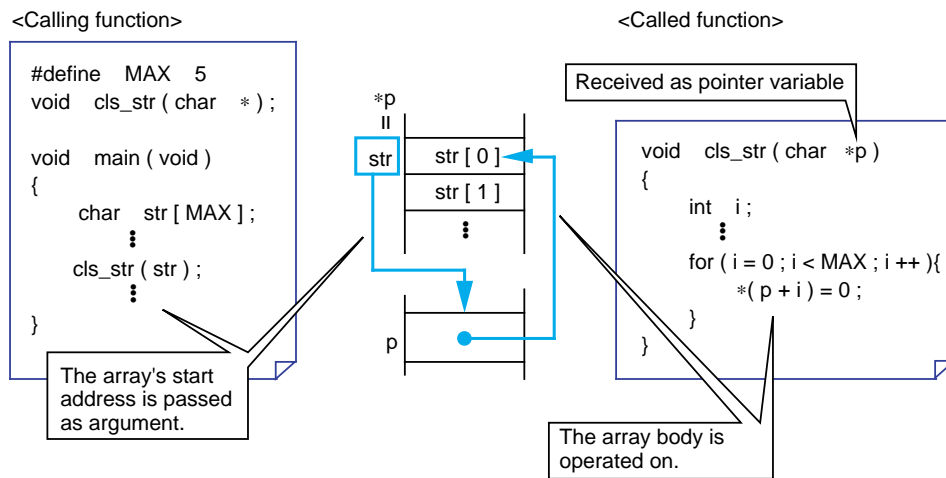 <Calling function>
#define MAX 5
void cls_str ( char * ) ;
void main ( void )
{
char str [ MAX ] ;
cls_str ( str ) ;
}
The array's start
address is passed
as argument.
*p
=
str
str [ 0 ]
str [ 1 ]
p
<Called function>
Received as pointer variable
void cls_str ( char *p )
{
int i ;
for ( i = 0 ; i < MAX ; i ++ ){
*( p + i ) = 0 ;
}
}
The array body is
operated on.